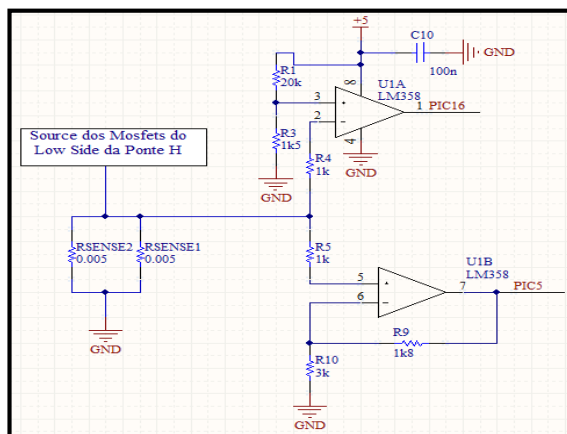 +5
C10
GND
100n
R1
20k
U1A
LM358
8
3
2
1
PIC16
4
R3
1k5
R4
1k
GND
GND
Source dos Mosfets do
Low Side da Ponte H
RSENSE2
0.005
RSENSE1
0.005
R5
1k
U1B
LM358
5
6
7
PIC5
GND
R9
1k8
R10
3k
GND